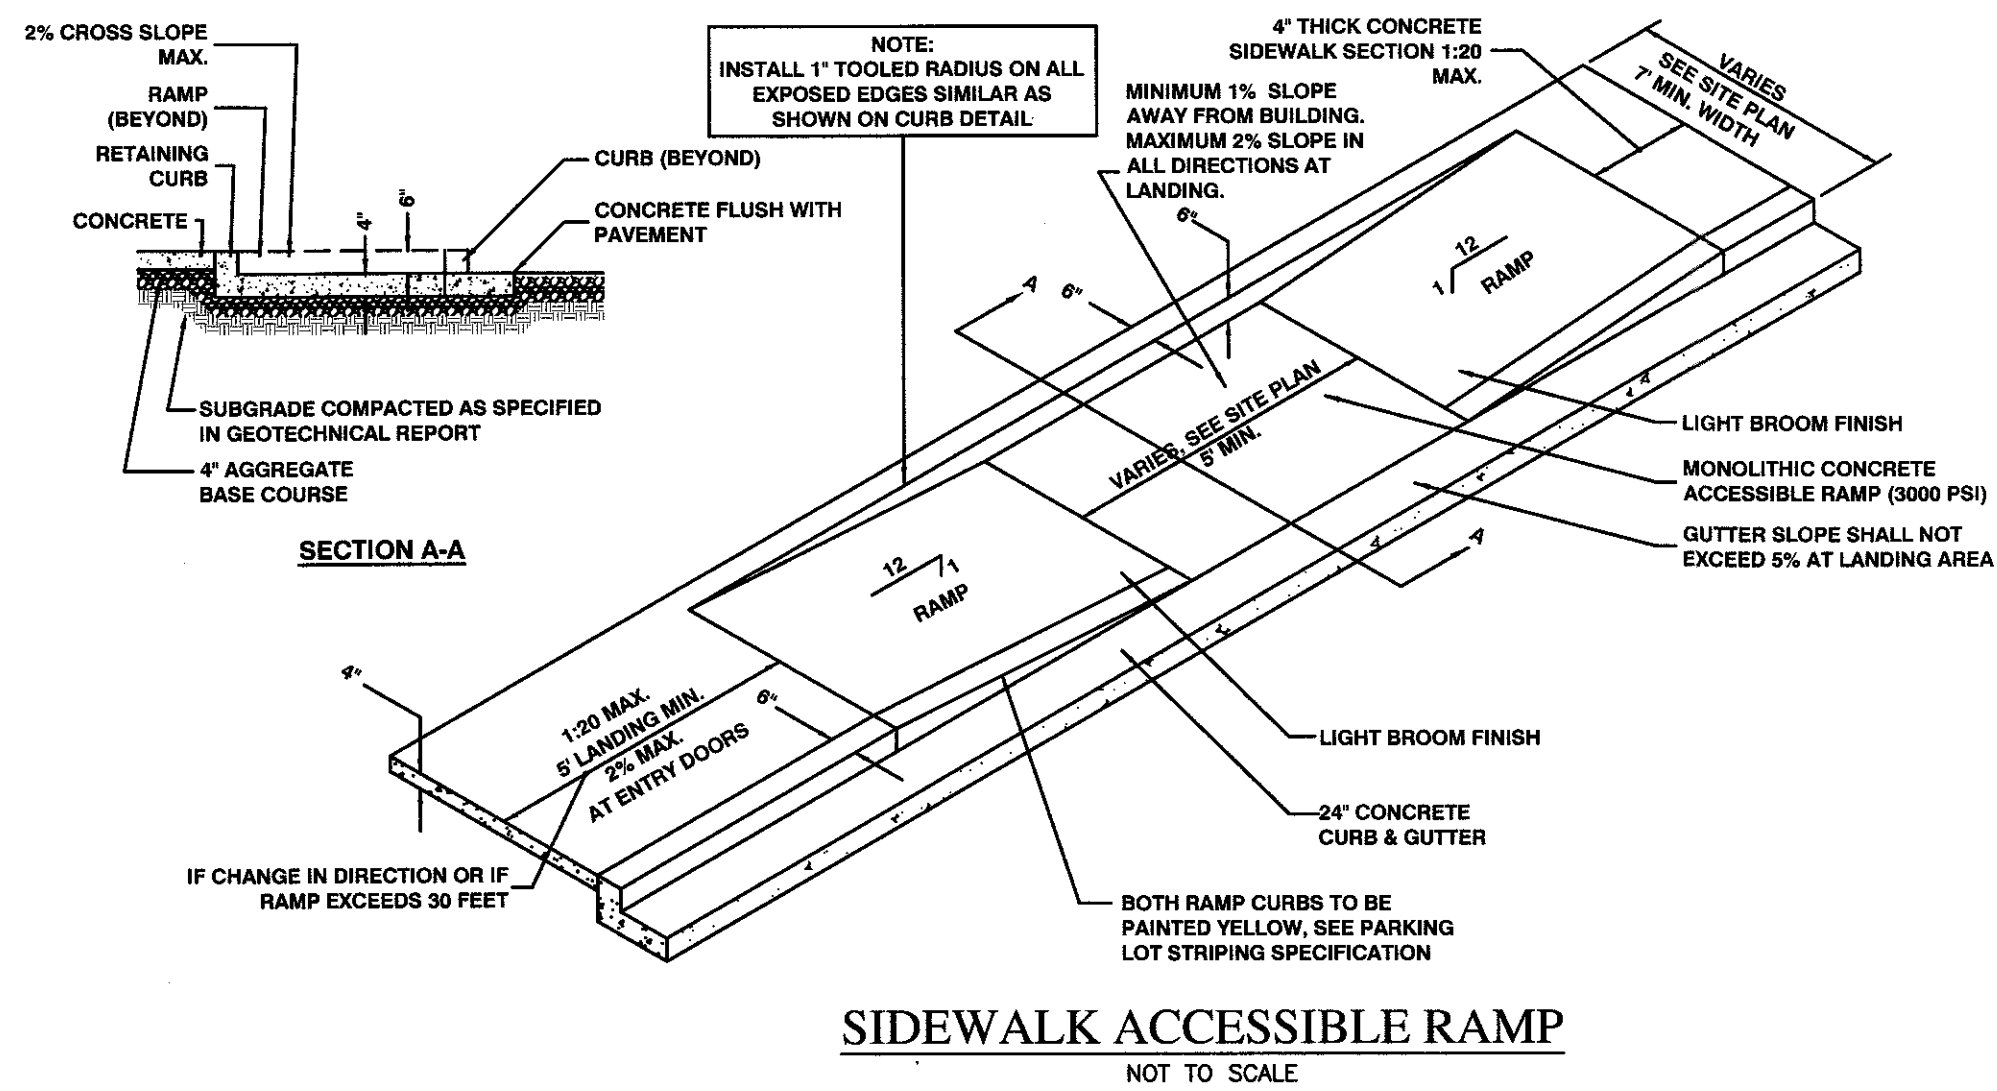 2% CROSS SLOPE
MAX.
RAMP
(BEYOND)
RETAINING
CURB
CONCRETE
4"
6"
CURB (BEYOND)
CONCRETE FLUSH WITH
PAVEMENT
SUBGRADE COMPACTED AS SPECIFIED
IN GEOTECHNICAL REPORT
4" AGGREGATE
BASE COURSE
SECTION A-A
NOTE:
INSTALL 1" TOOLED RADIUS ON ALL
EXPOSED EDGES SIMILAR AS
SHOWN ON CURB DETAIL
4" THICK CONCRETE
SIDEWALK SECTION 1:20
MAX.
MINIMUM 1% SLOPE
AWAY FROM BUILDING.
MAXIMUM 2% SLOPE IN
ALL DIRECTIONS AT
LANDING.
VARIES
SEE SITE PLAN
7' MIN. WIDTH
6"
A
6"
12
1
RAMP
VARIES, SEE SITE PLAN
5' MIN.
LIGHT BROOM FINISH
MONOLITHIC CONCRETE
ACCESSIBLE RAMP (3000 PSI)
GUTTER SLOPE SHALL NOT
EXCEED 5% AT LANDING AREA
A
12
1
RAMP
4"
1:20 MAX.
5' LANDING MIN.
2% MAX.
AT ENTRY DOORS
6"
LIGHT BROOM FINISH
24" CONCRETE
CURB & GUTTER
IF CHANGE IN DIRECTION OR IF
RAMP EXCEEDS 30 FEET
BOTH RAMP CURBS TO BE
PAINTED YELLOW, SEE PARKING
LOT STRIPING SPECIFICATION
SIDEWALK ACCESSIBLE RAMP
NOT TO SCALE